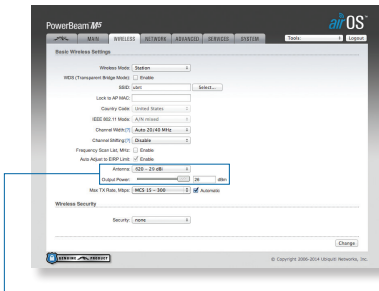 PowerBeam M5
airOS™
MAIN WIRELESS NETWORK ADVANCED SERVICES SYSTEM Tools: Logout
Basic Wireless Settings
Wireless Mode: Station
WDS (Transparent Bridge Mode): Enable
SSID: ubnt Select...
Lock to AP MAC:
Country Code: United States
IEEE 802.11 Mode: A/N mixed
Channel Width:[?] Auto 20/40 MHz
Channel Shifting:[?] Disable
Frequency Scan List, MHz: Enable
Auto Adjust to EIRP Limit: Enable
Antenna: 620 - 29 dBi
Output Power: 26 dBm
Max TX Rate, Mbps: MCS 15 - 300 Automatic
Wireless Security
Security: none
Change
GENUINE PRODUCT
© Copyright 2006-2014 Ubiquiti Networks, Inc.